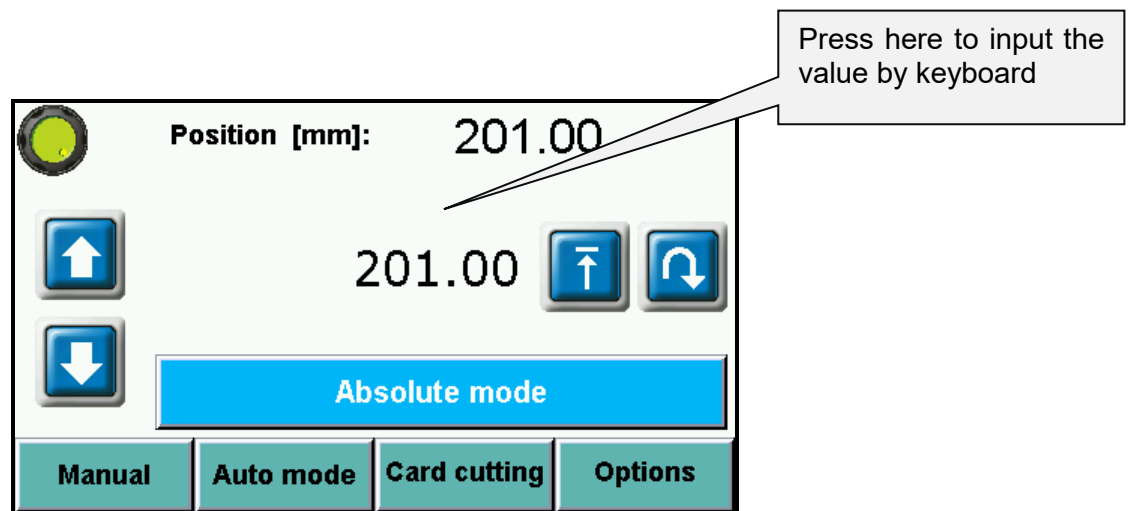 Press here to input the
value by keyboard
Position [mm]: 201.00
201.00
Absolute mode
Manual Auto mode Card cutting Options